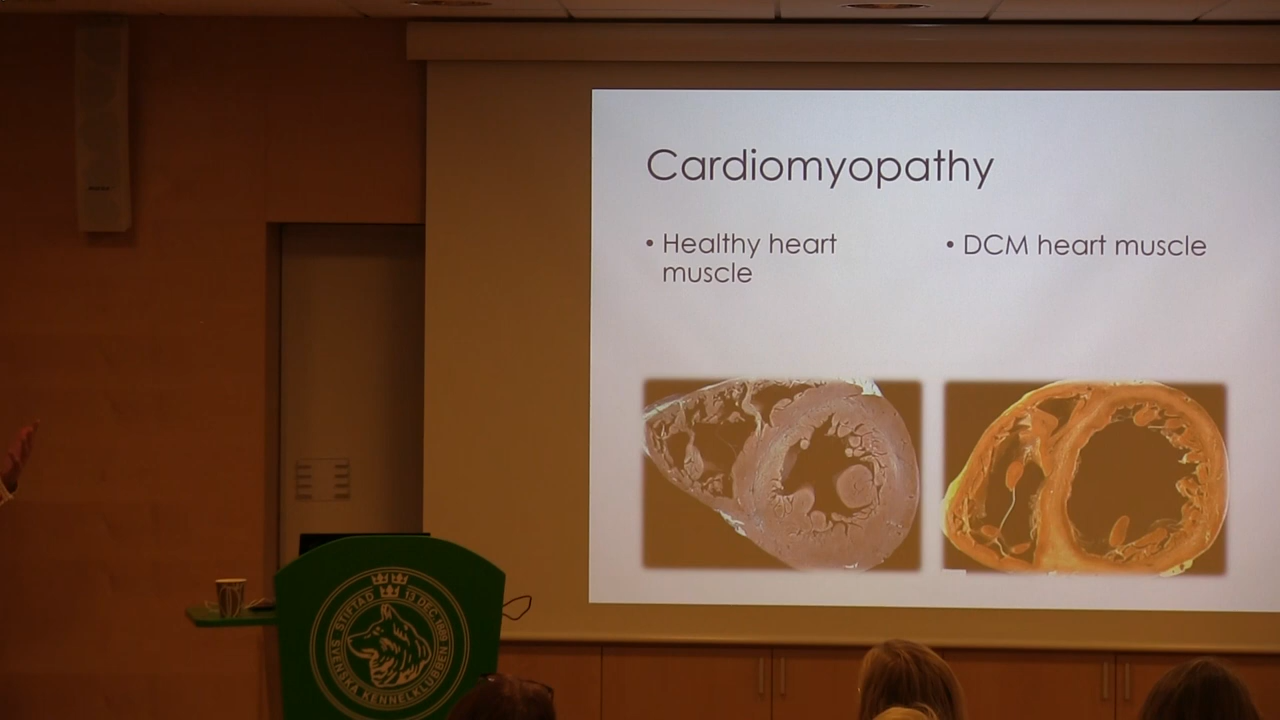 Cardiomyopathy
• Healthy heart
muscle
• DCM heart muscle
STIFTAD 13 DEC. 1889
SVENSKA KENNELKLUBBEN